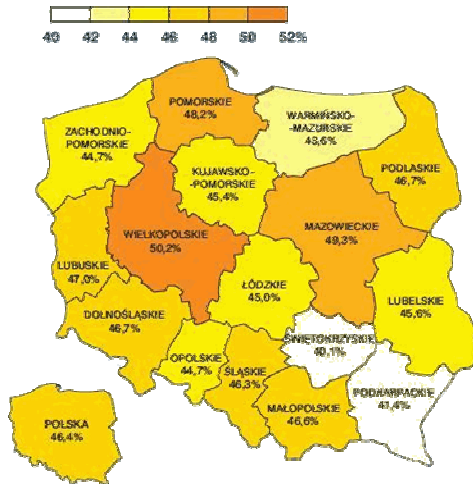 40 42 44 46 48 50 52%
POMORSKIE
48,2%
WARMIŃSKO-
-MAZURSKIE
43,6%
ZACHODNIO-
POMORSKIE
44,7%
PODLASKIE
46,7%
KUJAWSKO-
-POMORSKIE
45,4%
MAZOWIECKIE
49,3%
WIELKOPOLSKIE
50,2%
LUBUSKIE
47,0%
ŁÓDZKIE
45,0%
LUBELSKIE
45,6%
DOLNOŚLĄSKIE
46,7%
ŚWIĘTOKRZYSKIE
40,1%
OPOLSKIE
44,7%
ŚLĄSKIE
46,3%
PODKARPACKIE
41,4%
MAŁOPOLSKIE
46,6%
POLSKA
46,4%